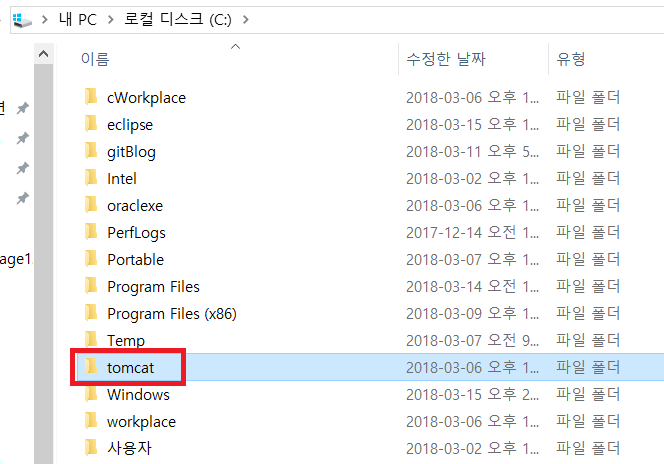 내 PC > 로컬 디스크 (C:) >
이름 수정한 날짜 유형
cWorkplace 2018-03-06 오후 1... 파일 폴더
eclipse 2018-03-15 오후 1... 파일 폴더
gitBlog 2018-03-11 오후 5... 파일 폴더
Intel 2018-03-02 오후 1... 파일 폴더
oraclexe 2018-03-06 오후 1... 파일 폴더
PerfLogs 2017-12-14 오전 1... 파일 폴더
age1. Portable 2018-03-07 오후 1... 파일 폴더
Program Files 2018-03-14 오전 1... 파일 폴더
Program Files (x86) 2018-03-09 오후 1... 파일 폴더
Temp 2018-03-07 오전 9... 파일 폴더
tomcat 2018-03-06 오후 1... 파일 폴더
Windows 2018-03-15 오후 2... 파일 폴더
workplace 2018-03-06 오후 1... 파일 폴더
사용자 2018-03-02 오후 1... 파일 폴더